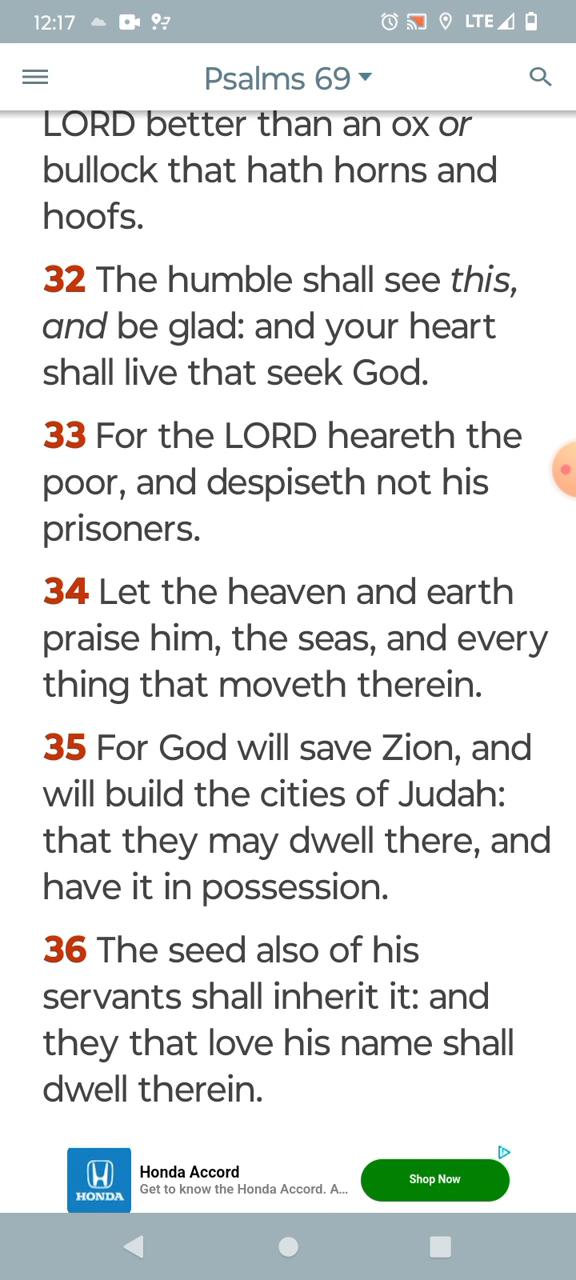 12:17
LTE
Psalms 69
LORD better than an ox or
bullock that hath horns and
hoofs.
32 The humble shall see this,
and be glad: and your heart
shall live that seek God.
33 For the LORD heareth the
poor, and despiseth not his
prisoners.
34 Let the heaven and earth
praise him, the seas, and every
thing that moveth therein.
35 For God will save Zion, and
will build the cities of Judah:
that they may dwell there, and
have it in possession.
36 The seed also of his
servants shall inherit it: and
they that love his name shall
dwell therein.
Honda Accord
Get to know the Honda Accord. A...
HONDA
Shop Now